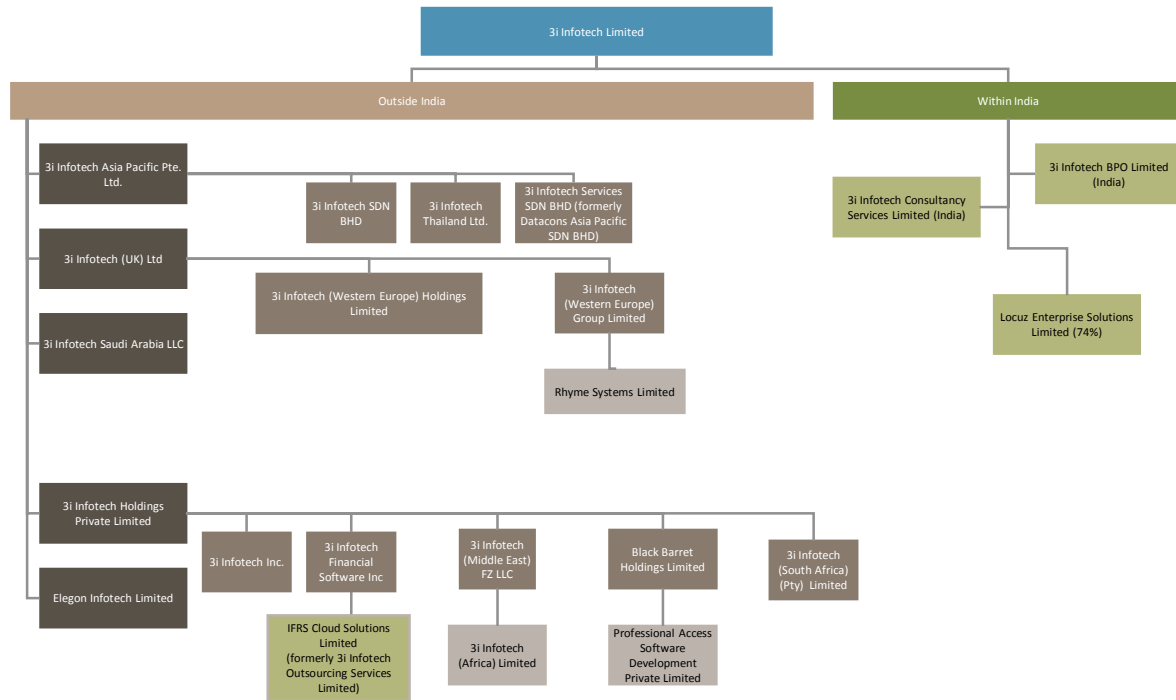 3i Infotech Limited
Outside India
Within India
3i Infotech Asia Pacific Pte.
Ltd.
3i Infotech SDN
BHD
3i Infotech
Thailand Ltd.
3i Infotech Services
SDN BHD (formerly
Datacons Asia Pacific
SDN BHD)
3i Infotech BPO Limited
(India)
3i Infotech Consultancy
Services Limited (India)
3i Infotech (UK) Ltd
3i Infotech (Western Europe) Holdings
Limited
3i Infotech
(Western Europe)
Group Limited
Locuz Enterprise Solutions
Limited (74%)
3i Infotech Saudi Arabia LLC
Rhyme Systems Limited
3i Infotech Holdings
Private Limited
3i Infotech Inc.
3i Infotech
Financial
Software Inc
3i Infotech
(Middle East)
FZ LLC
Black Barret
Holdings Limited
3i Infotech
(South Africa)
(Pty) Limited
Elegon Infotech Limited
IFRS Cloud Solutions
Limited
(formerly 3i Infotech
Outsourcing Services
Limited)
3i Infotech
(Africa) Limited
Professional Access
Software
Development
Private Limited